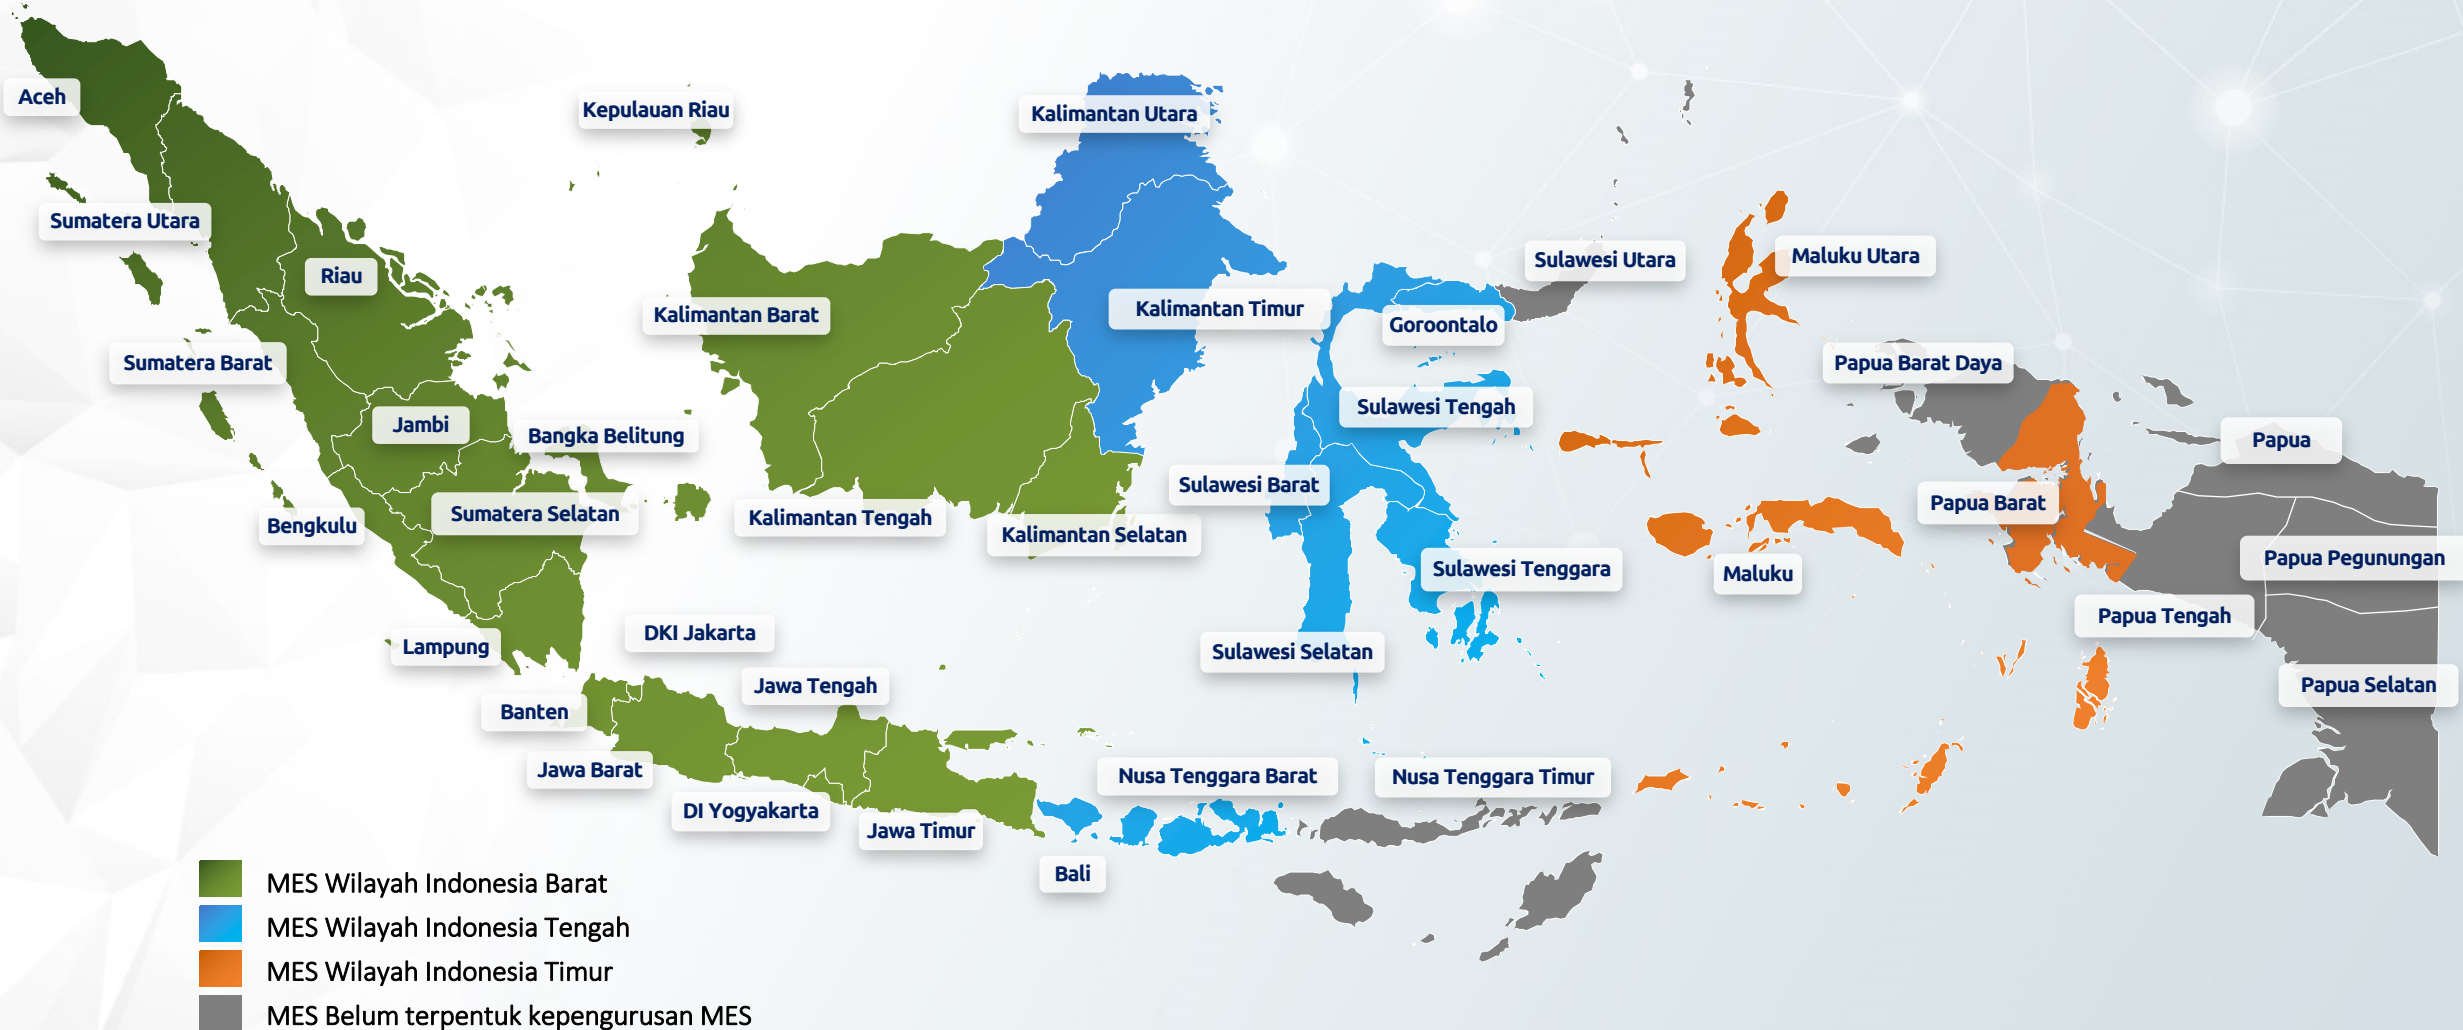 Aceh
Kepulauan Riau
Kalimantan Utara
Sumatera Utara
Riau
Sulawesi Utara
Maluku Utara
Kalimantan Barat
Kalimantan Timur
Goroontalo
Sumatera Barat
Papua Barat Daya
Sulawesi Tengah
Jambi
Bangka Belitung
Papua
Sulawesi Barat
Papua Barat
Bengkulu
Sumatera Selatan
Kalimantan Tengah
Kalimantan Selatan
Papua Pegunungan
Sulawesi Tenggara
Maluku
Papua Tengah
Lampung
DKI Jakarta
Sulawesi Selatan
Jawa Tengah
Papua Selatan
Banten
Jawa Barat
Nusa Tenggara Barat
Nusa Tenggara Timur
DI Yogyakarta
Jawa Timur
Bali
MES Wilayah Indonesia Barat
MES Wilayah Indonesia Tengah
MES Wilayah Indonesia Timur
MES Belum terpentuk kepengurusan MES